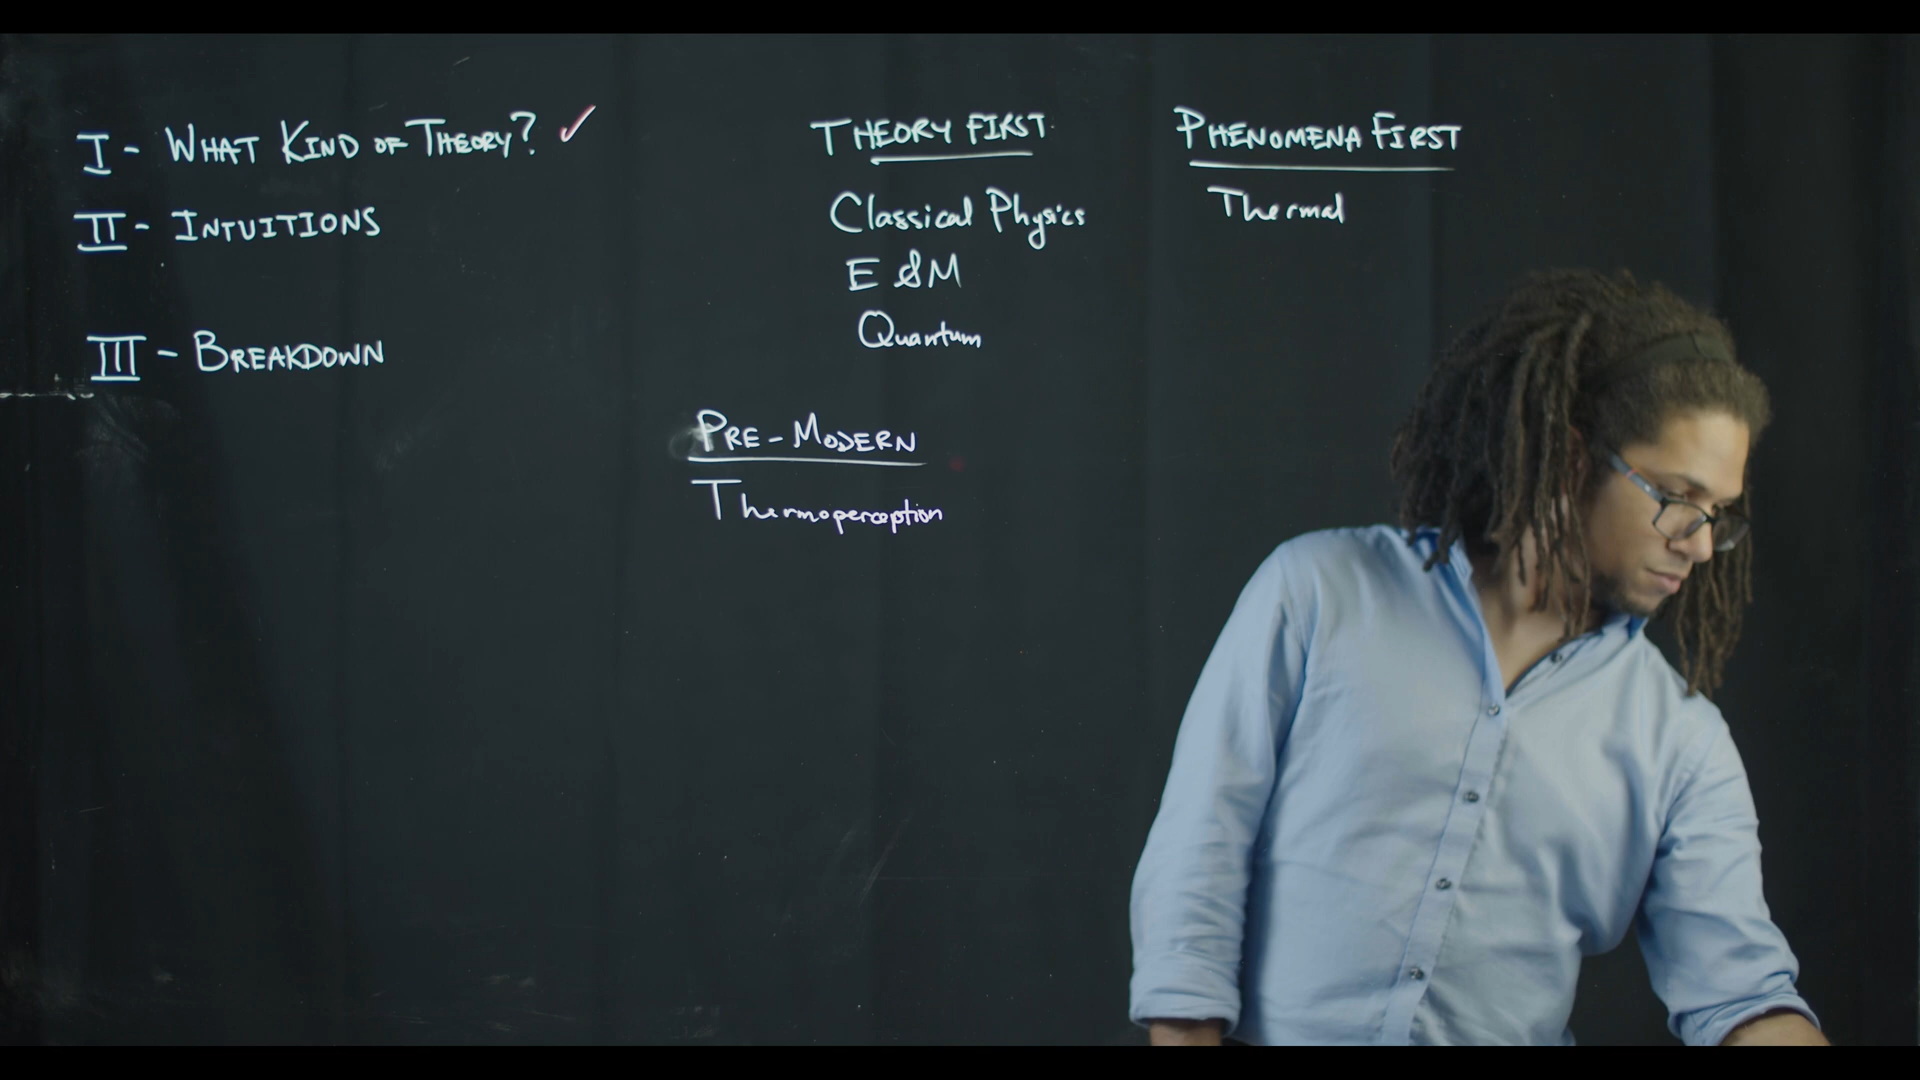 I - WHAT KIND OF THEORY? ✓
II - INTUITIONS
III - BREAKDOWN
THEORY FIRST
Classical Physics
E & M
Quantum
PHENOMENA FIRST
Thermal
PRE-MODERN
Thermoperception